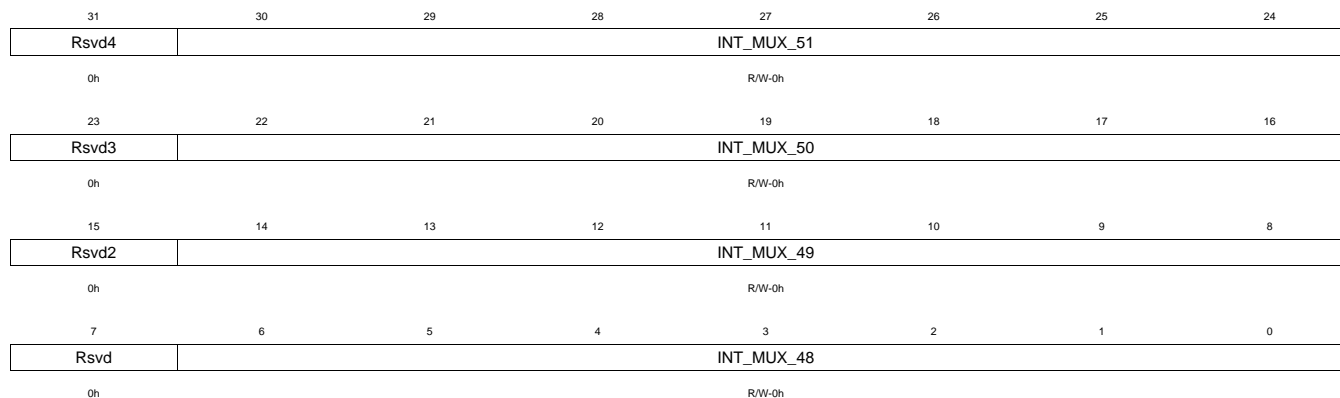 31 30 29 28 27 26 25 24
Rsvd4 INT_MUX_51
0h R/W-0h
23 22 21 20 19 18 17 16
Rsvd3 INT_MUX_50
0h R/W-0h
15 14 13 12 11 10 9 8
Rsvd2 INT_MUX_49
0h R/W-0h
7 6 5 4 3 2 1 0
Rsvd INT_MUX_48
0h R/W-0h